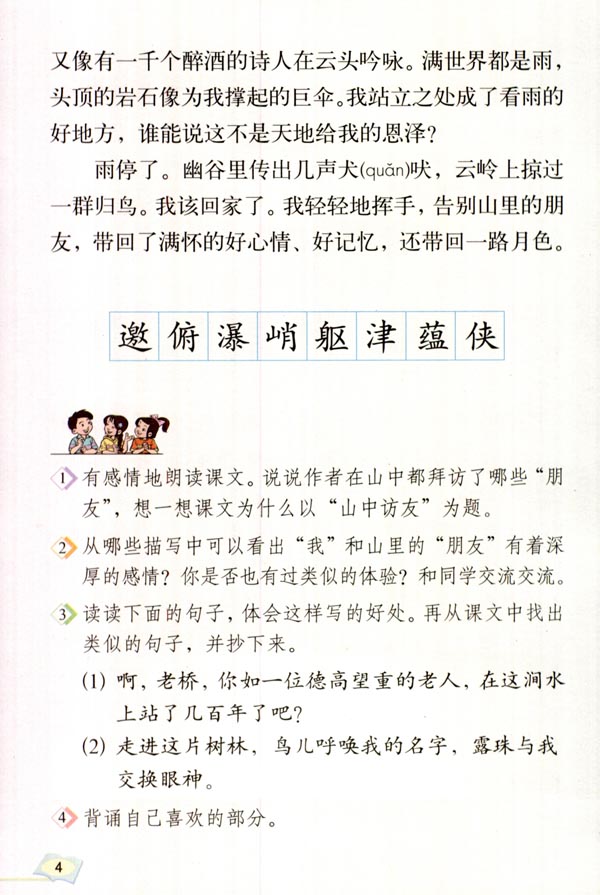 又像有一千个醉酒的诗人在云头吟咏。满世界都是雨，
头顶的岩石像为我撑起的巨伞。我站立之处成了看雨的
好地方，谁能说这不是天地给我的恩泽？
雨停了。幽谷里传出几声犬(quǎn)吠，云岭上掠过
一群归鸟。我该回家了。我轻轻地挥手，告别山里的朋
友，带回了满怀的好心情、好记忆，还带回一路月色。
邀俯瀑峭躯津蕴侠
1 有感情地朗读课文。说说作者在山中都拜访了哪些“朋
友”，想一想课文为什么以“山中访友”为题。
2 从哪些描写中可以看出“我”和山里的“朋友”有着深
厚的感情？你是否也有过类似的体验？和同学交流交流。
3 读读下面的句子，体会这样写的好处。再从课文中找出
类似的句子，并抄下来。
(1) 啊，老桥，你如一位德高望重的老人，在这涧水
上站了几百年了吧？
(2) 走进这片树林，鸟儿呼唤我的名字，露珠与我
交换眼神。
4 背诵自己喜欢的部分。
4